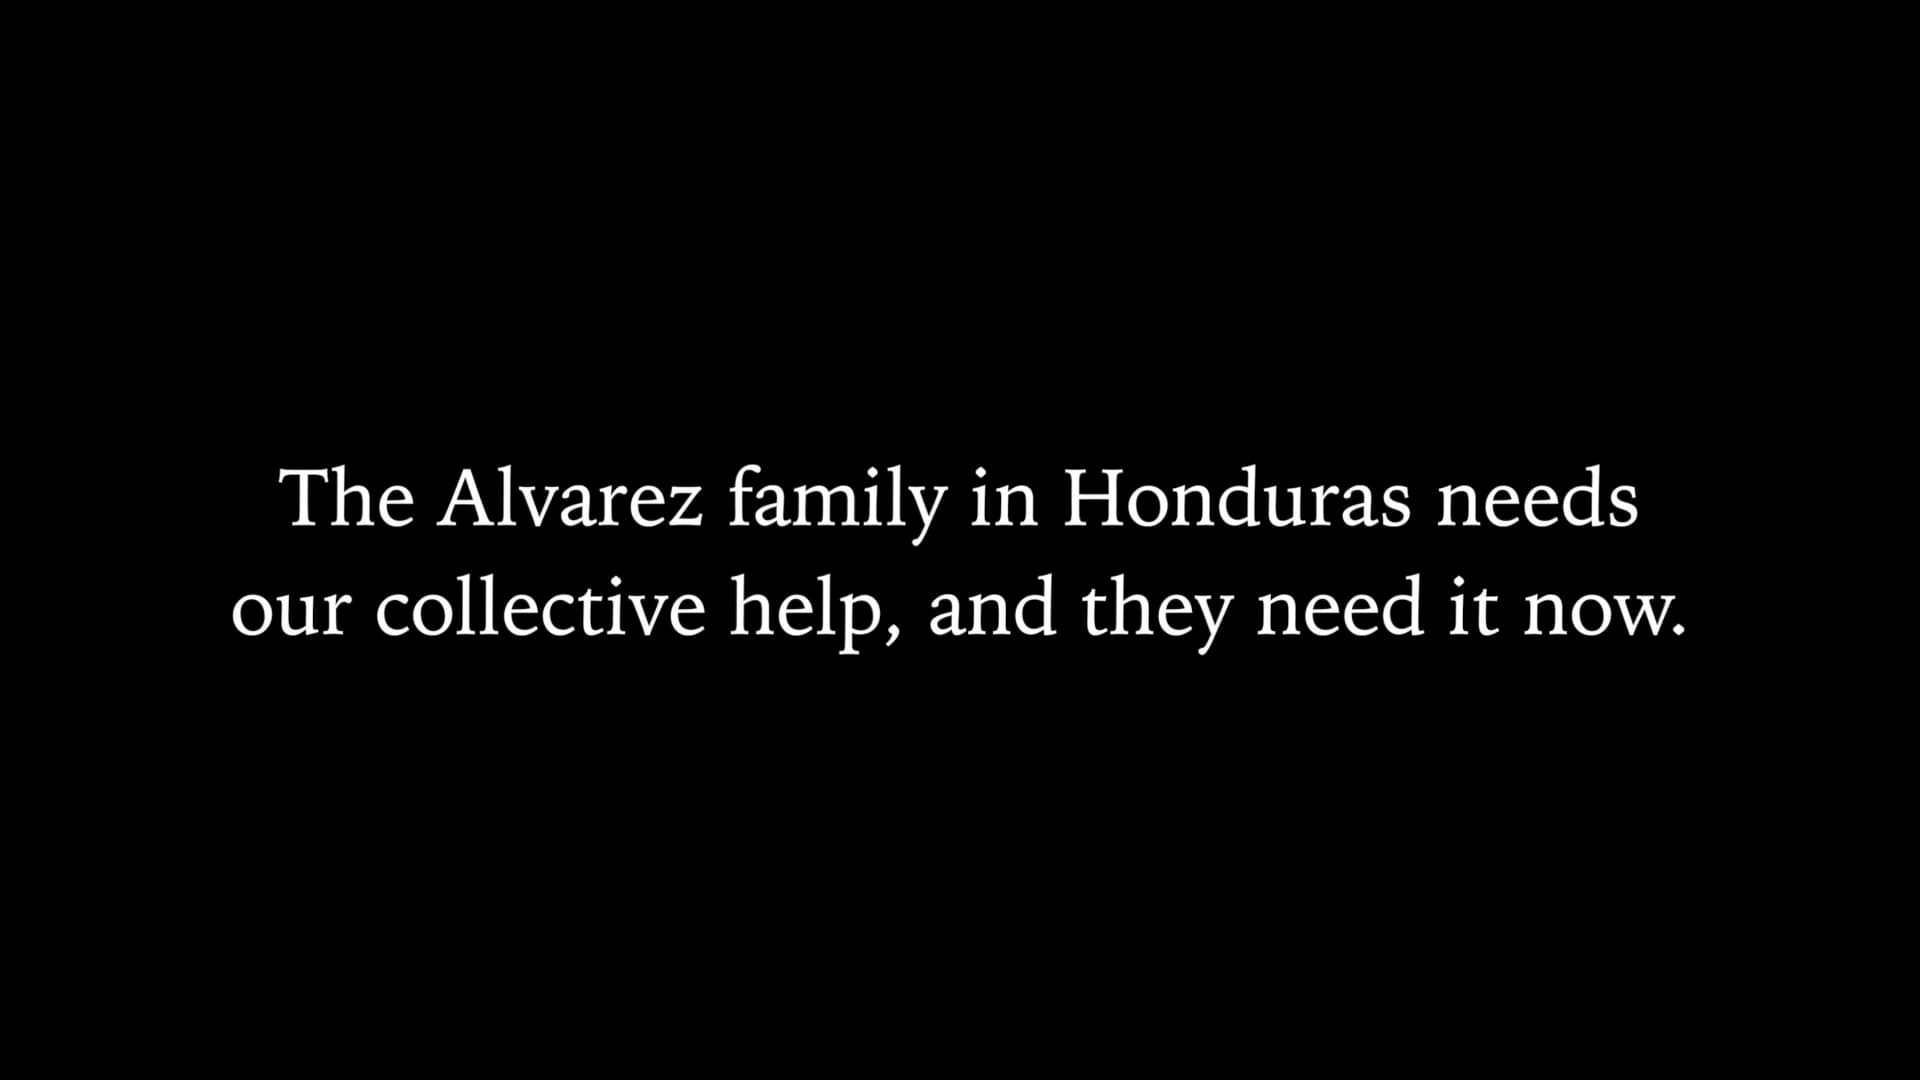 The Alvarez family in Honduras needs
our collective help, and they need it now.